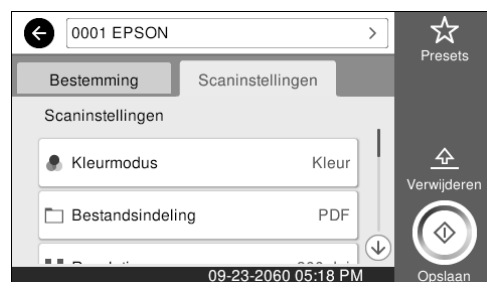 0001 EPSON
Presets
Bestemming
Scaninstellingen
Scaninstellingen
Kleurmodus
Kleur
Verwijderen
Bestandsindeling
PDF
09-23-2060 05:18 PM
Opslaan